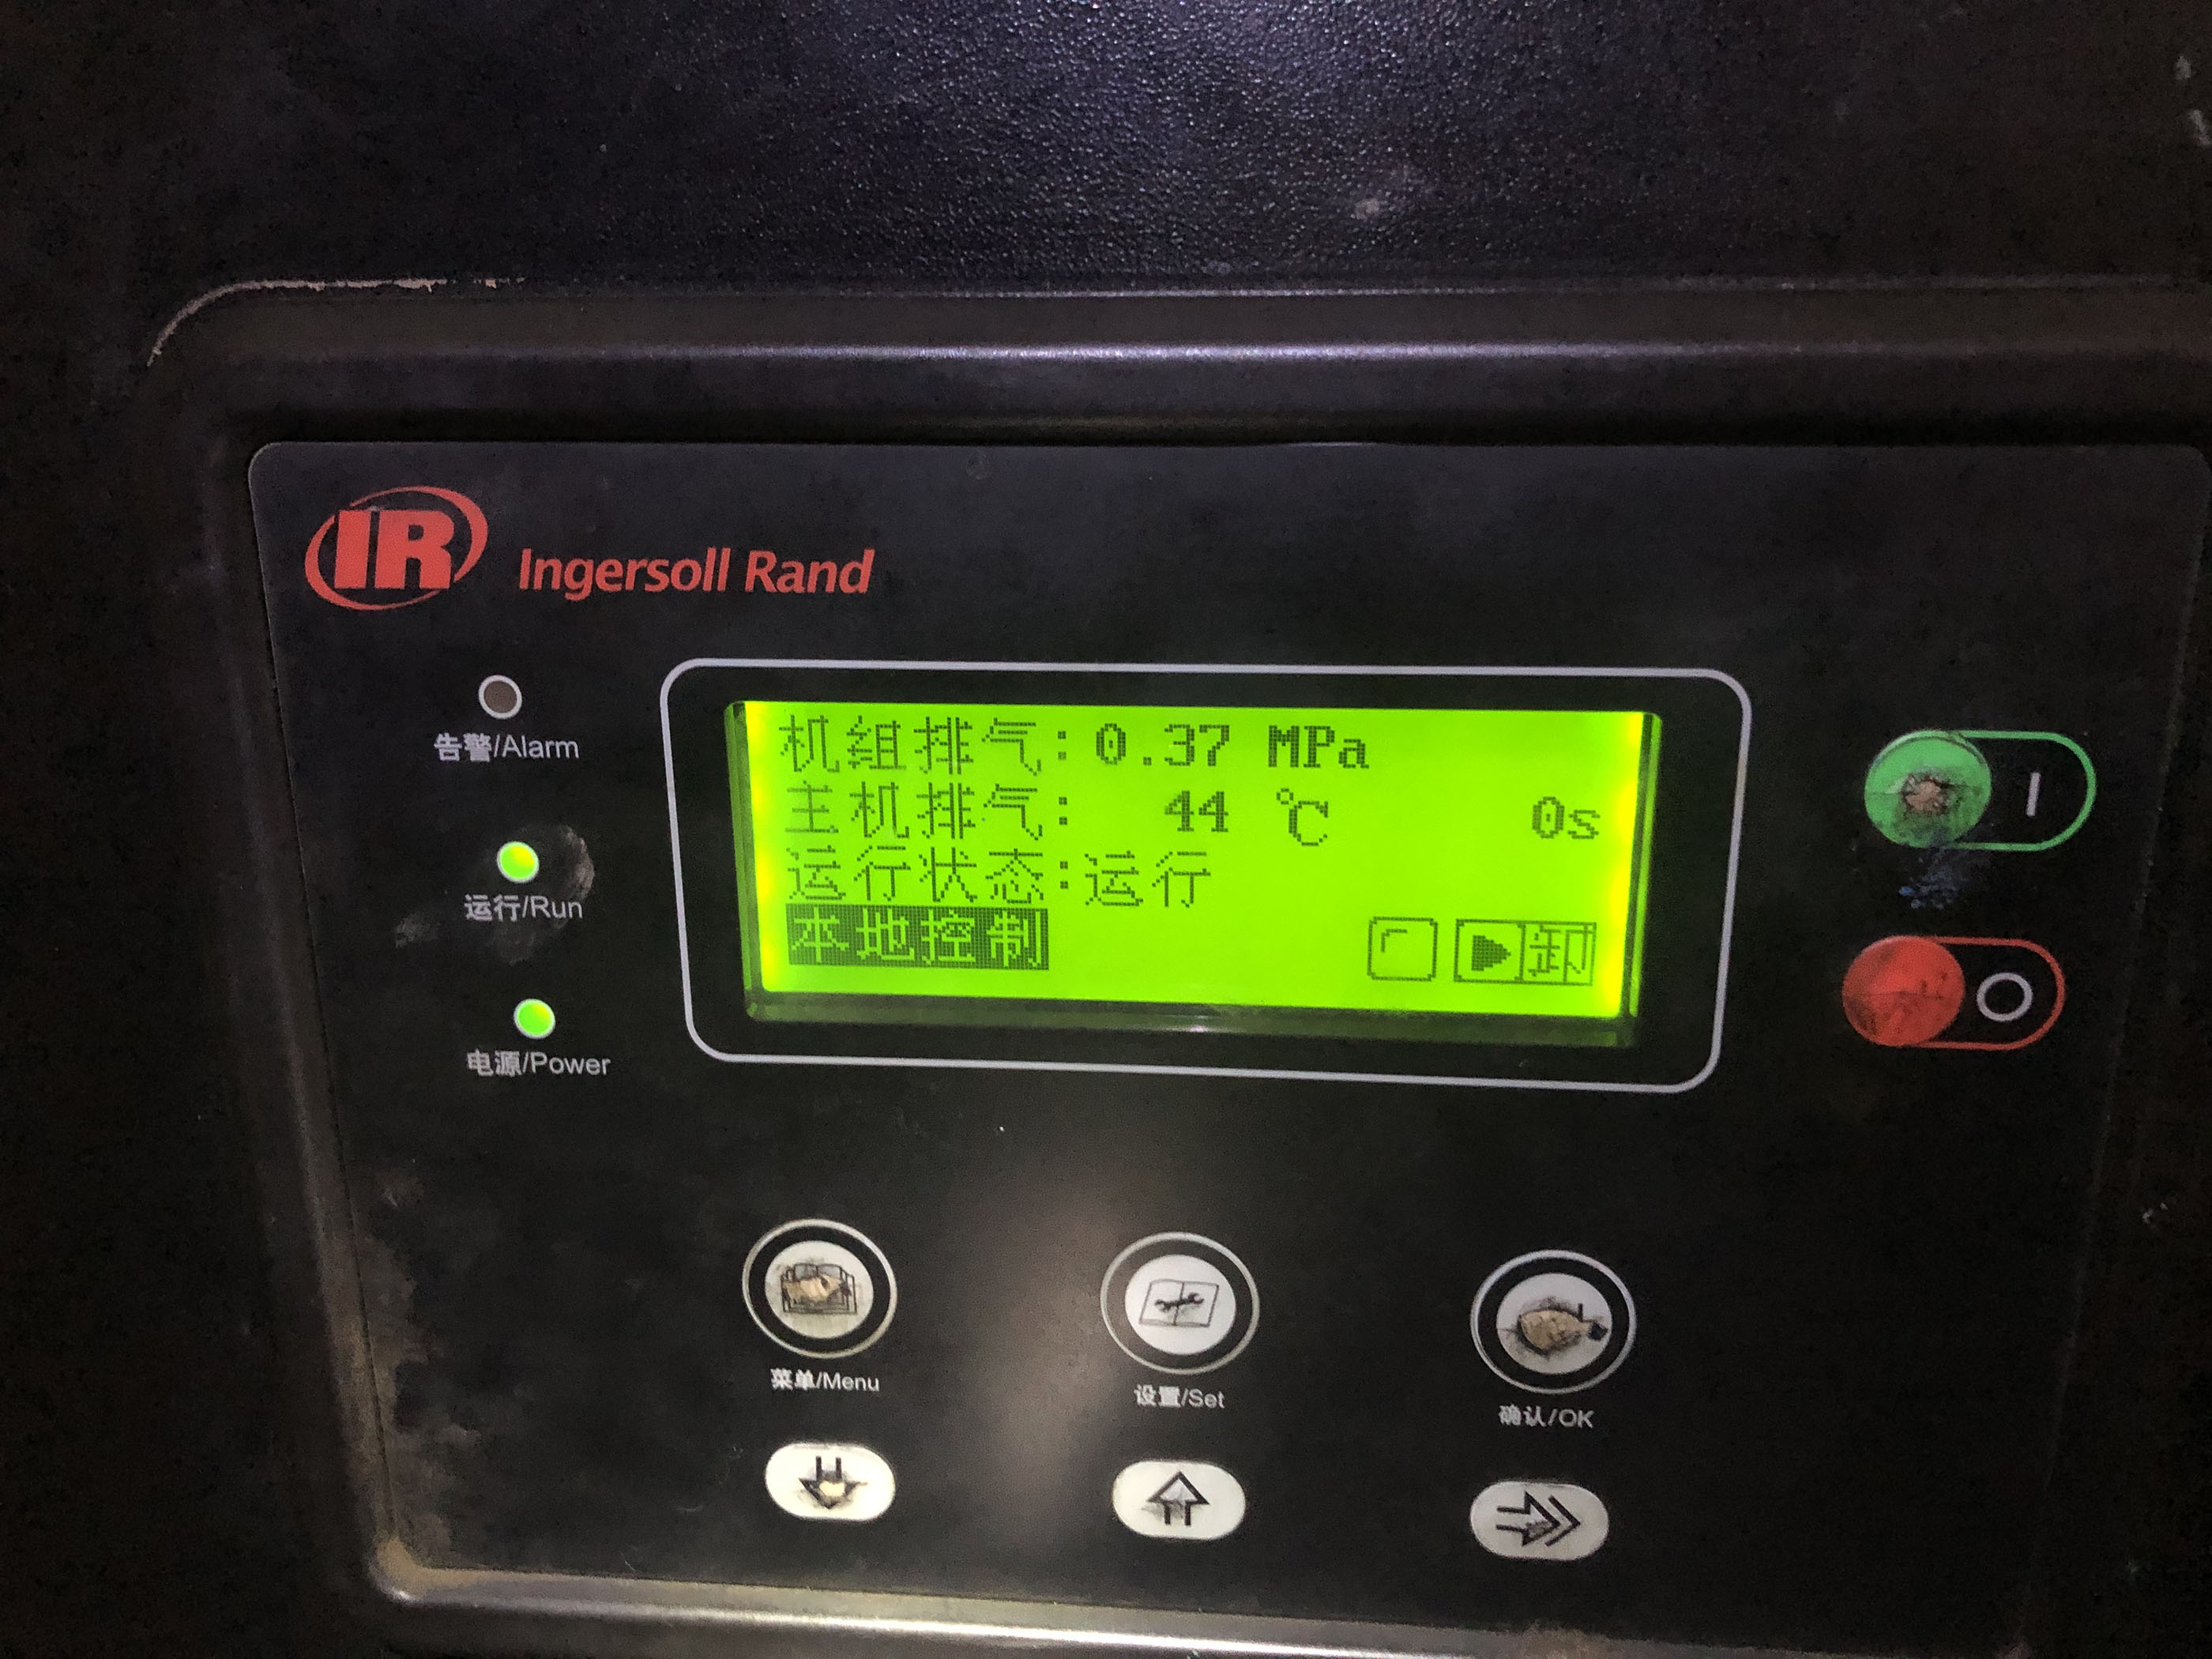 IR Ingersoll Rand
告警/Alarm
机组排气:0.37 MPa
主机排气: 44 ℃ 0s
运行状态:运行
本地控制 卸
运行/Run
电源/Power
I
O
菜单/Menu
设置/Set
确认/OK